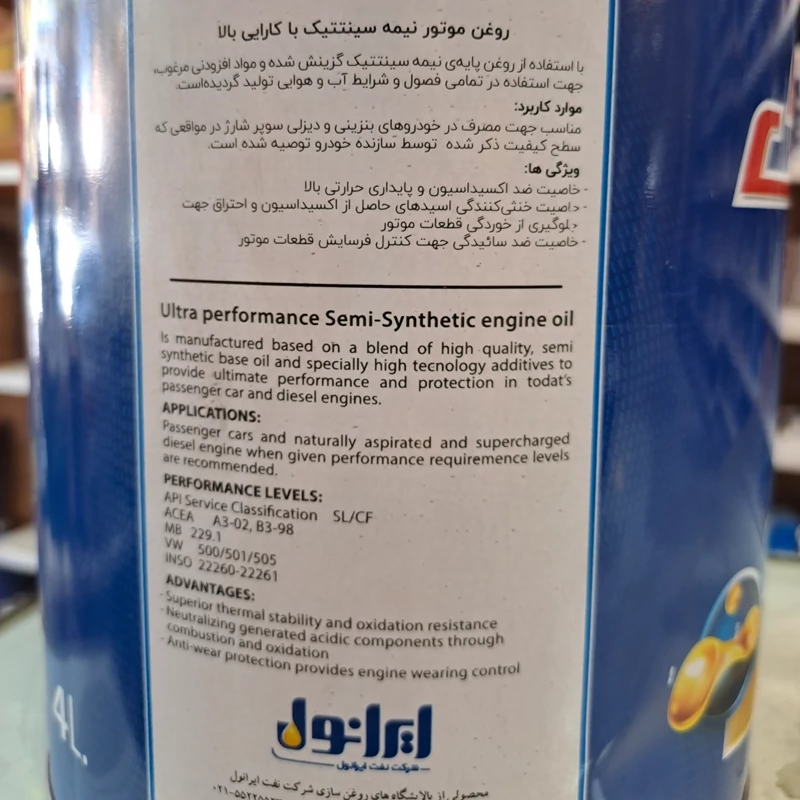 روغن موتور نیمه سینتتیک با کارایی بالا
با استفاده از روغن پایه‌ی نیمه سینتتیک گزینش شده و مواد افزودنی مرغوب،
جهت استفاده در تمامی فصول و شرایط آب و هوایی تولید گردیده‌است.
موارد کاربرد:
مناسب جهت مصرف در خودروهای بنزینی و دیزلی سوپر شارژ در مواقعی که
سطح کیفیت ذکر شده توسط سازنده خودرو توصیه شده است.
ویژگی ها:
- خاصیت ضد اکسیداسیون و پایداری حرارتی بالا
- خاصیت خنثی‌کنندگی اسیدهای حاصل از اکسیداسیون و احتراق جهت
جلوگیری از خوردگی قطعات موتور
- خاصیت ضد سائیدگی جهت کنترل فرسایش قطعات موتور
Ultra performance Semi-Synthetic engine oil
Is manufactured based on a blend of high quality, semi
synthetic base oil and specially high tecnology additives to
provide ultimate performance and protection in todat's
passenger car and diesel engines.
APPLICATIONS:
Passenger cars and naturally aspirated and supercharged
diesel engine when given performance requiremence levels
are recommended.
PERFORMANCE LEVELS:
API Service Classification SL/CF
ACEA A3-02, B3-98
MB 229.1
VW 500/501/505
INSO 22260-22261
ADVANTAGES:
- Superior thermal stability and oxidation resistance
- Neutralizing generated acidic components through
combustion and oxidation
- Anti-wear protection provides engine wearing control
4L.
ایرانول
شرکت نفت ایرانول
محصولی از پالایشگاه های روغن سازی شرکت نفت ایرانول